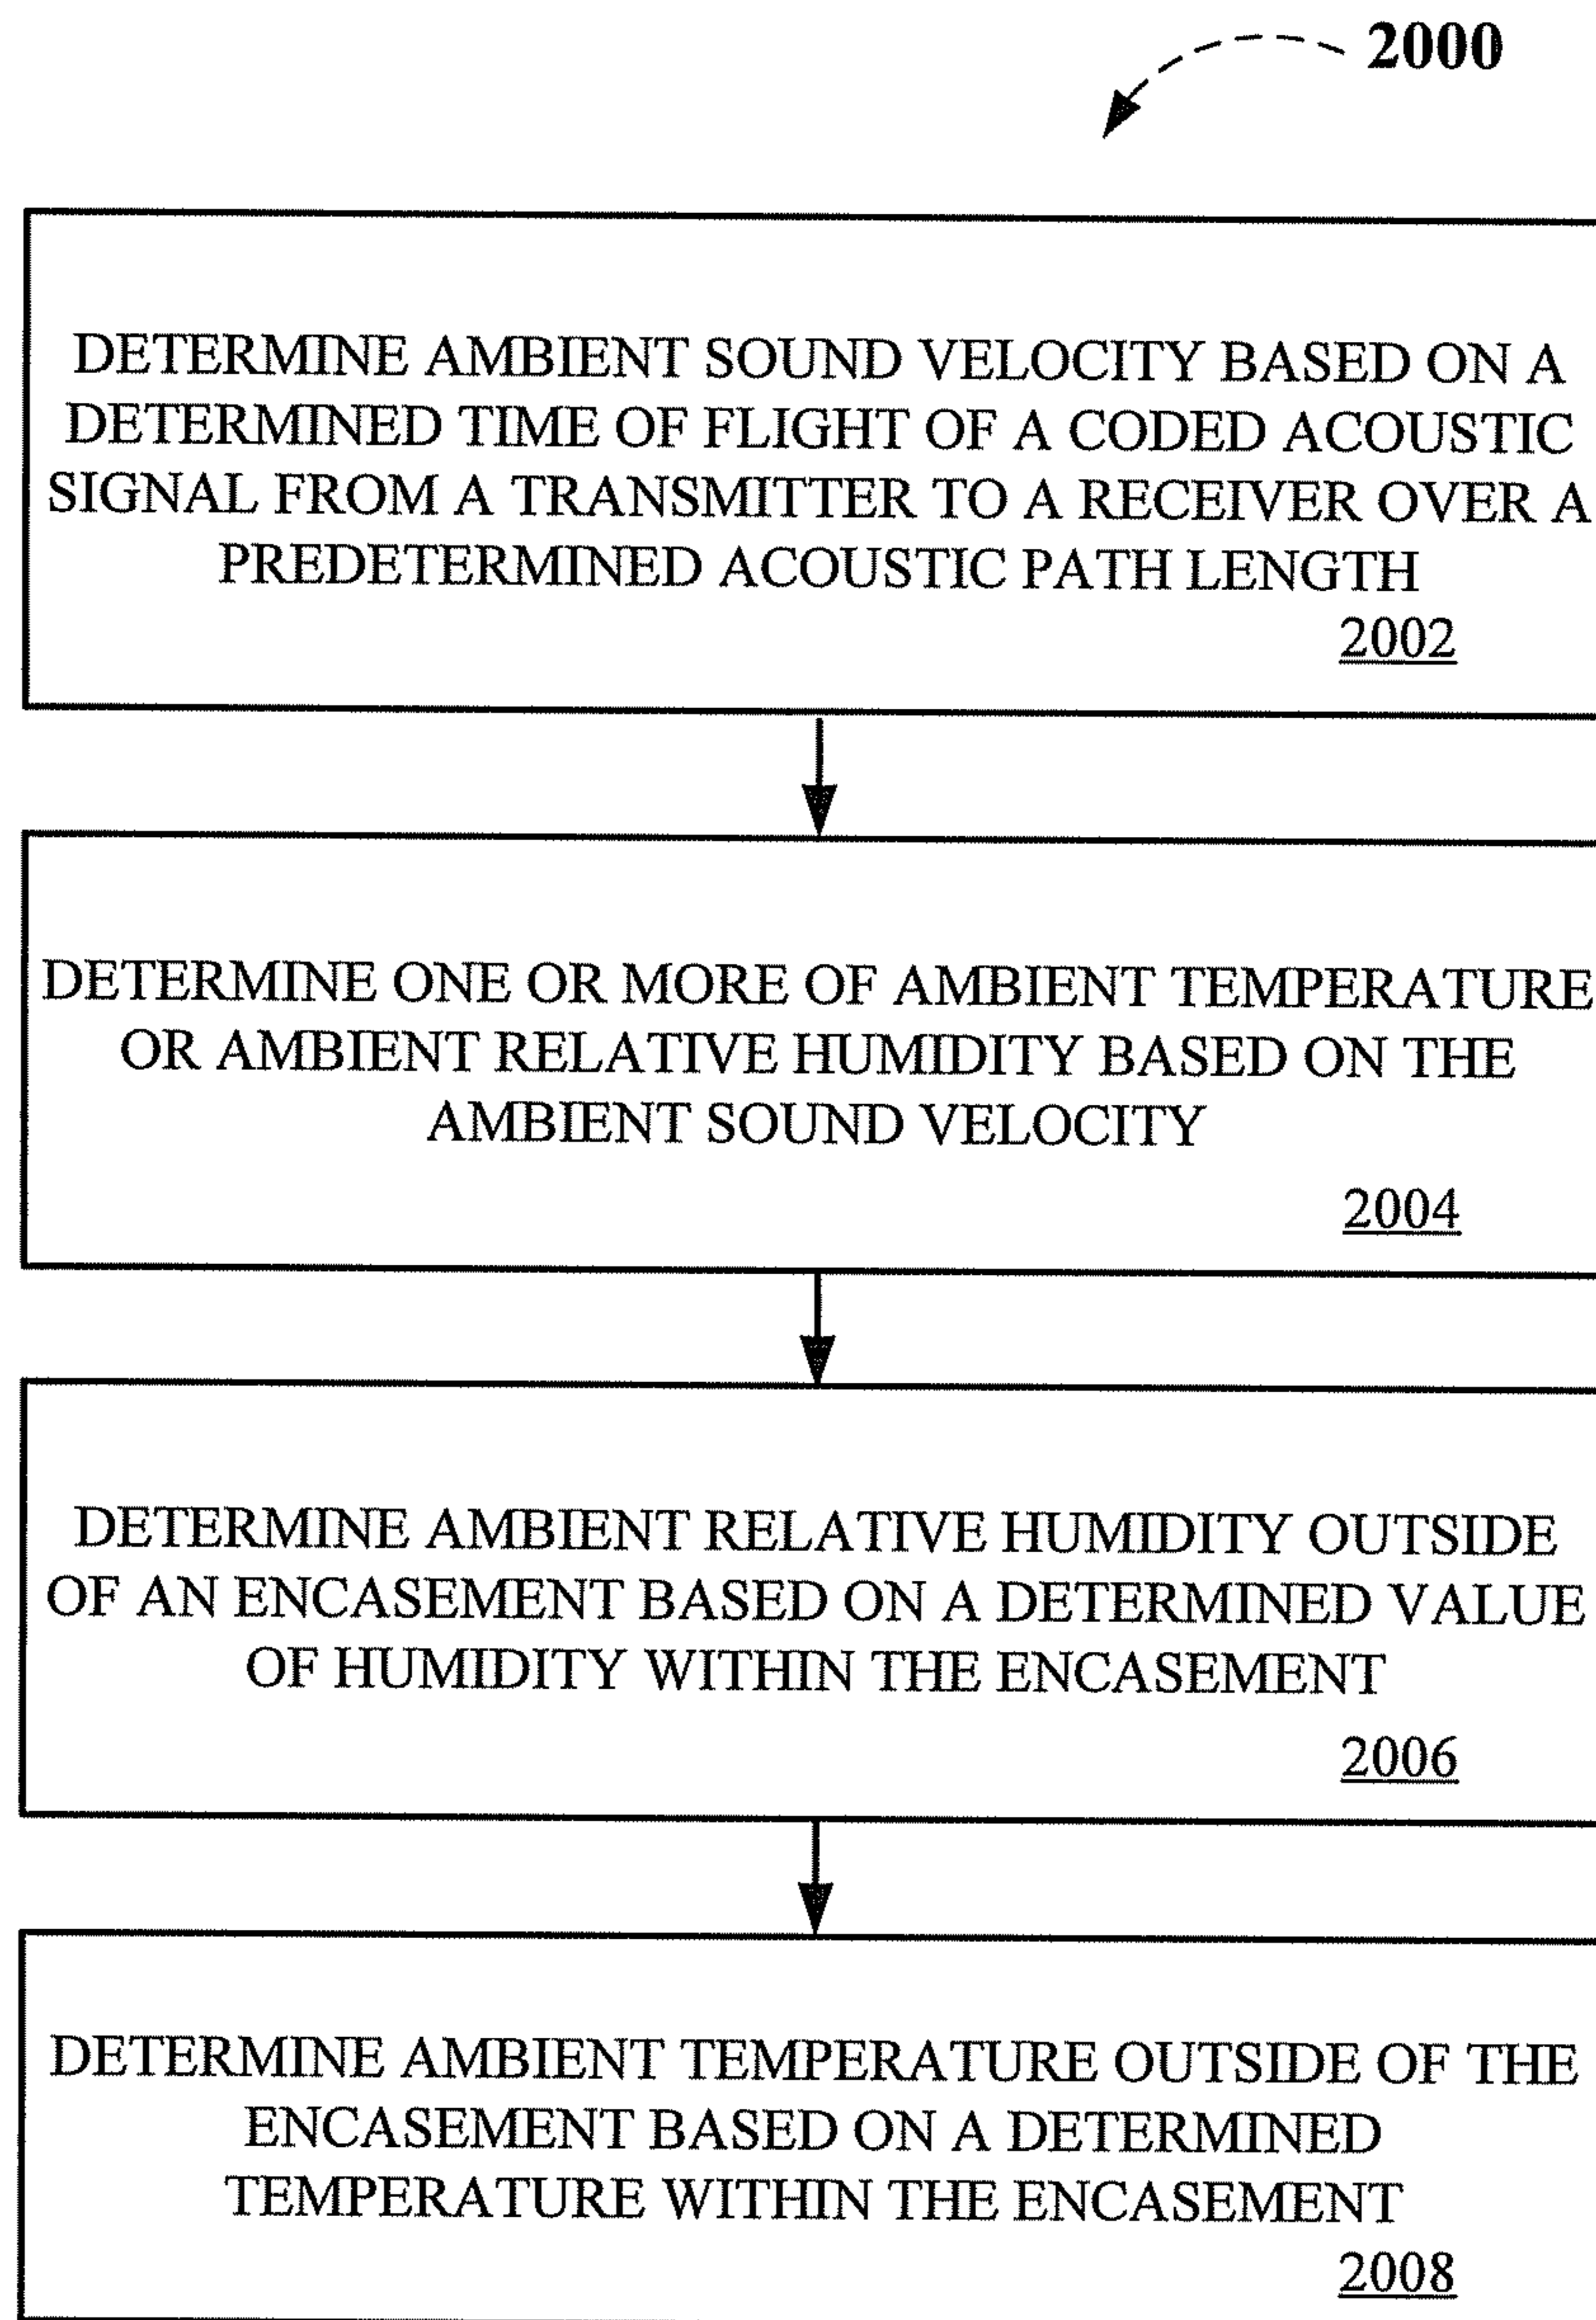 2000
DETERMINE AMBIENT SOUND VELOCITY BASED ON A
DETERMINED TIME OF FLIGHT OF A CODED ACOUSTIC
SIGNAL FROM A TRANSMITTER TO A RECEIVER OVER A
PREDETERMINED ACOUSTIC PATH LENGTH
2002
DETERMINE ONE OR MORE OF AMBIENT TEMPERATURE
OR AMBIENT RELATIVE HUMIDITY BASED ON THE
AMBIENT SOUND VELOCITY
2004
DETERMINE AMBIENT RELATIVE HUMIDITY OUTSIDE
OF AN ENCASEMENT BASED ON A DETERMINED VALUE
OF HUMIDITY WITHIN THE ENCASEMENT
2006
DETERMINE AMBIENT TEMPERATURE OUTSIDE OF THE
ENCASEMENT BASED ON A DETERMINED
TEMPERATURE WITHIN THE ENCASEMENT
2008